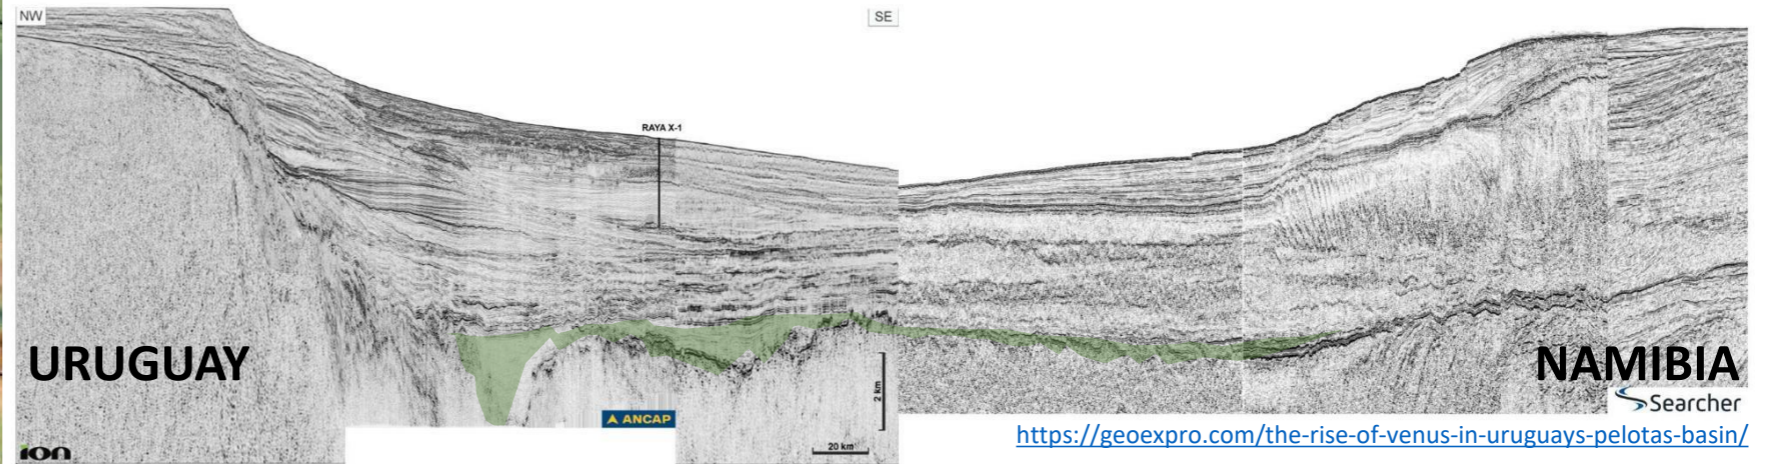 NW
SE
RAYA X-1
URUGUAY
NAMIBIA
2 km
ANCAP
Searcher
20 km
ion
https://geoexpro.com/the-rise-of-venus-in-uruguays-pelotas-basin/